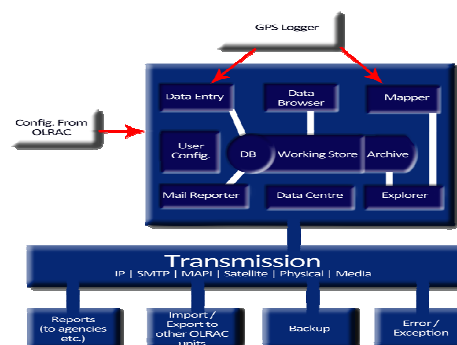 GPS Logger
Data Entry
Data
Browser
Mapper
Config. From
OLRAC
User
Config.
DB
Working Store
Archive
Mail Reporter
Data Centre
Explorer
Transmission
IP | SMTP | MAPI | Satellite | Physical | Media
Reports
(to agencies
etc.)
Import /
Export to
other OLRAC
units
Backup
Error /
Exception